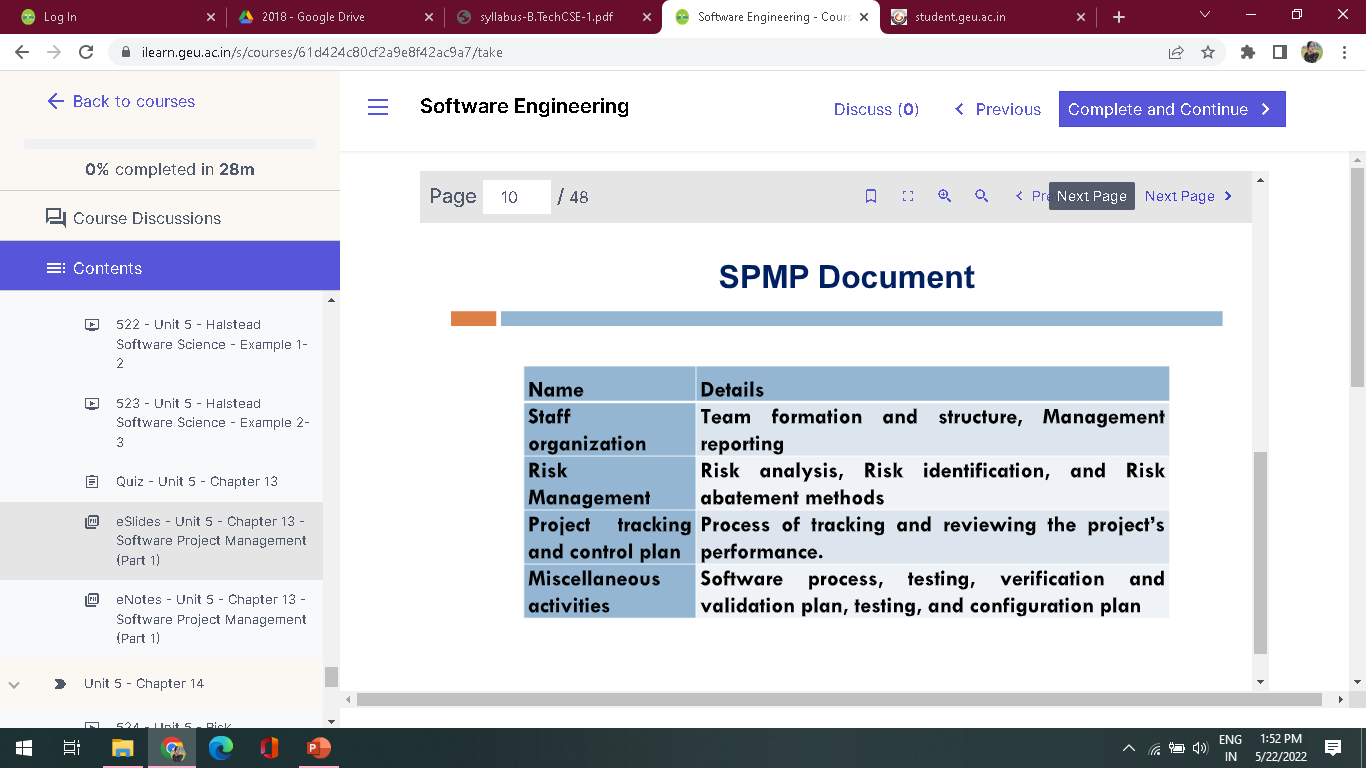 Log In
2018 - Google Drive
syllabus-B.TechCSE-1.pdf
Software Engineering - Cours
student.geu.ac.in
ilearn.geu.ac.in/s/courses/61d424c80cf2a9e8f42ac9a7/take
Back to courses
0% completed in 28m
Course Discussions
Contents
522 - Unit 5 - Halstead
Software Science - Example 1-
2
523 - Unit 5 - Halstead
Software Science - Example 2-
3
Quiz - Unit 5 - Chapter 13
eSlides - Unit 5 - Chapter 13 -
Software Project Management
(Part 1)
eNotes - Unit 5 - Chapter 13 -
Software Project Management
(Part 1)
Unit 5 - Chapter 14
524 - Unit 5 - Risk
Software Engineering
Discuss (0)
Previous
Complete and Continue
Page 10 / 48
Pre
Next Page
Next Page
SPMP Document
Name Details
Staff Team formation and structure, Management
organization reporting
Risk Risk analysis, Risk identification, and Risk
Management abatement methods
Project tracking Process of tracking and reviewing the project's
and control plan performance.
Miscellaneous Software process, testing, verification and
activities validation plan, testing, and configuration plan
ENG 1:52 PM
IN 5/22/2022